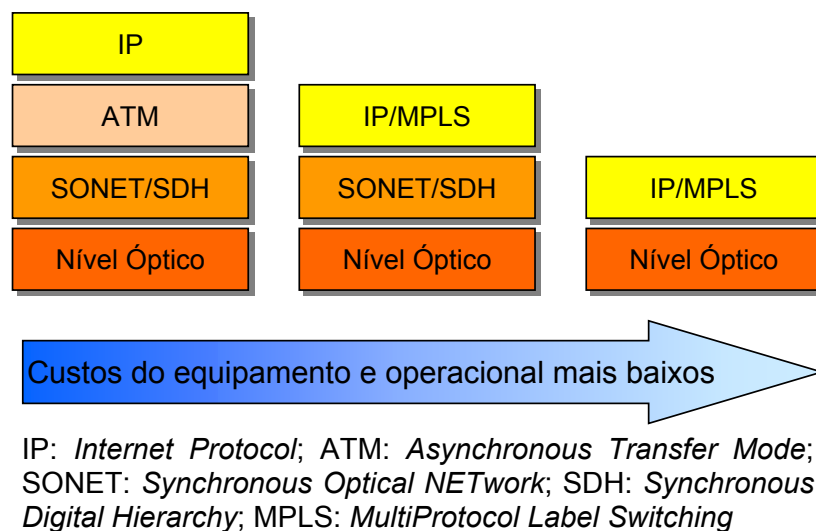 IP
ATM
IP/MPLS
SONET/SDH
SONET/SDH
IP/MPLS
Nível Óptico
Nível Óptico
Nível Óptico
Custos do equipamento e operacional mais baixos
IP: Internet Protocol; ATM: Asynchronous Transfer Mode;
SONET: Synchronous Optical NETwork; SDH: Synchronous
Digital Hierarchy; MPLS: MultiProtocol Label Switching